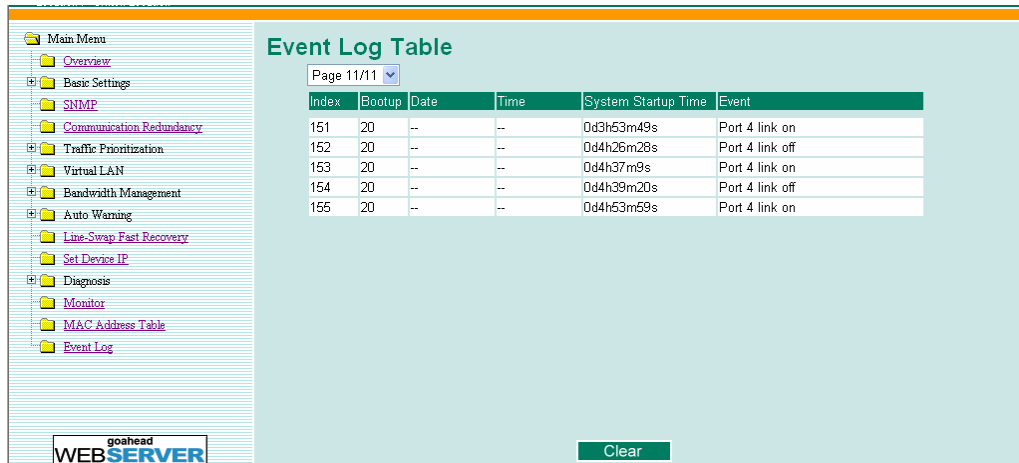 Main Menu
Overview
Basic Settings
SNMP
Communication Redundancy
Traffic Prioritization
Virtual LAN
Bandwidth Management
Auto Warning
Line-Swap Fast Recovery
Set Device IP
Diagnosis
Monitor
MAC Address Table
Event Log
goahead
WEBSERVER
Event Log Table
Page 11/11
Index Bootup Date Time System Startup Time Event
151 20 -- -- 0d3h53m49s Port 4 link on
152 20 -- -- 0d4h26m28s Port 4 link off
153 20 -- -- 0d4h37m9s Port 4 link on
154 20 -- -- 0d4h39m20s Port 4 link off
155 20 -- -- 0d4h53m59s Port 4 link on
Clear